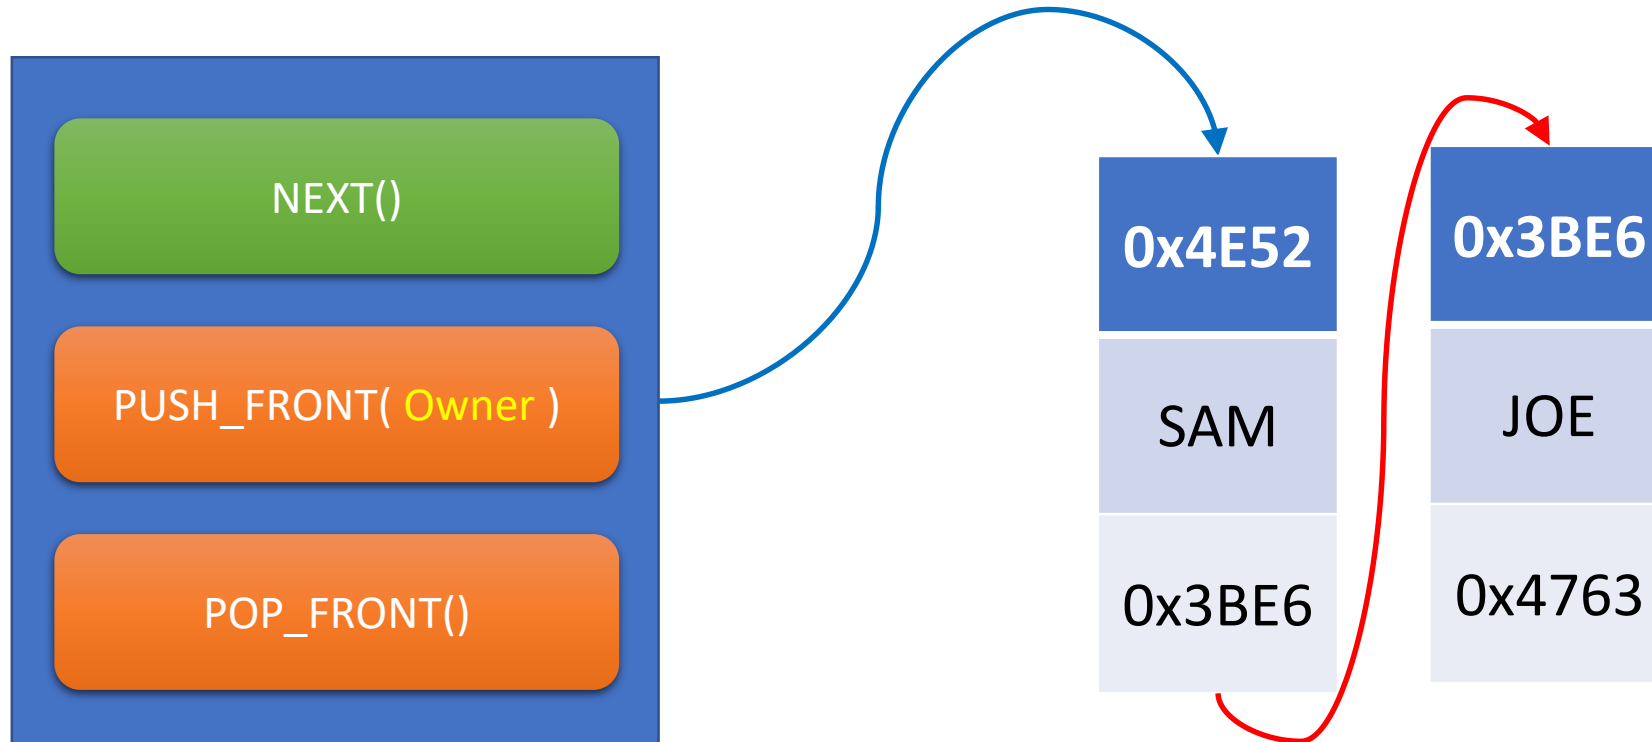 NEXT()
PUSH_FRONT( Owner )
POP_FRONT()
0x4E52
SAM
0x3BE6
0x3BE6
JOE
0x4763